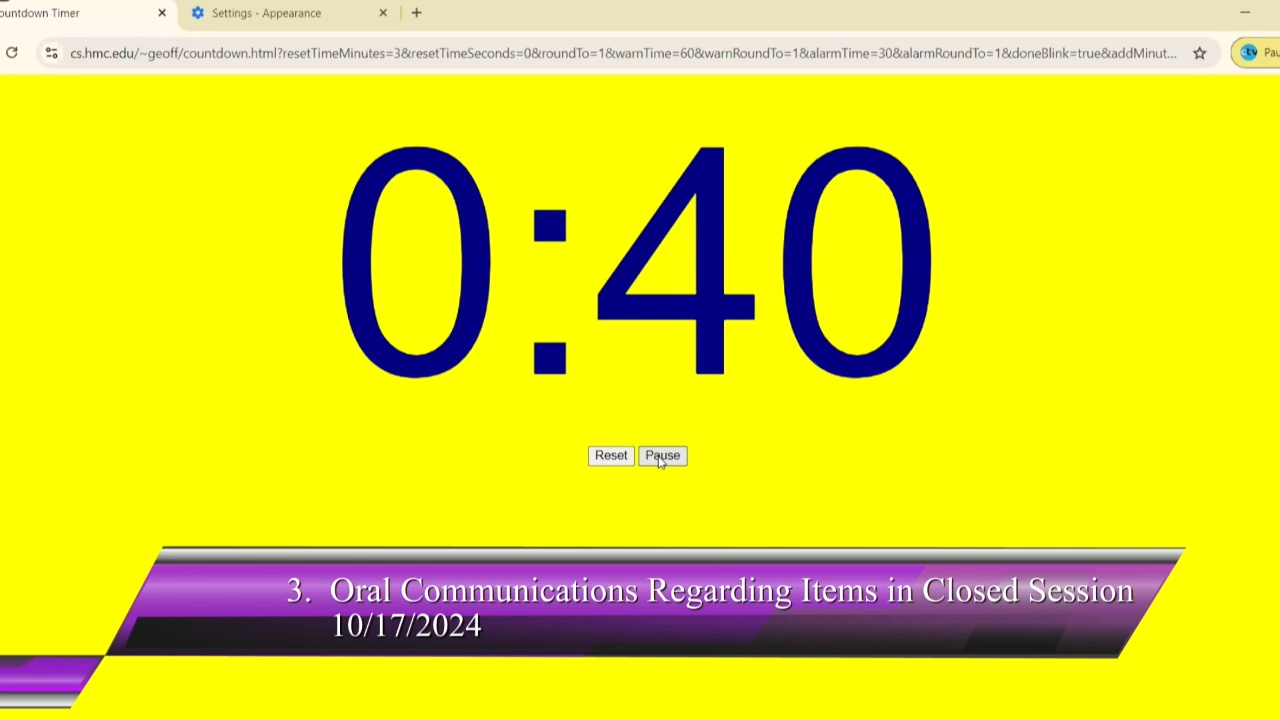 ountdown Timer
Settings - Appearance
cs.hmc.edu/~geoff/countdown.html?resetTimeMinutes=3&resetTimeSeconds=0&roundTo=1&warnTime=60&warnRoundTo=1&alarmTime=30&alarmRoundTo=1&doneBlink=true&addMinut...
tv
Pau
0:40
Reset
Pause
3. Oral Communications Regarding Items in Closed Session
10/17/2024